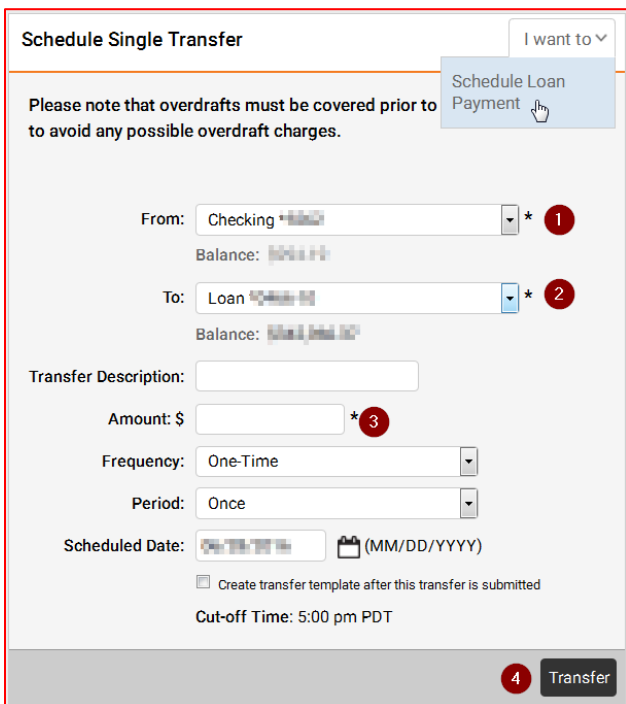 Schedule Single Transfer
I want to
Schedule Loan
Payment
Please note that overdrafts must be covered prior to
to avoid any possible overdraft charges.
From: Checking * 1
Balance:
To: Loan * 2
Balance:
Transfer Description:
Amount: $ * 3
Frequency: One-Time
Period: Once
Scheduled Date: (MM/DD/YYYY)
Create transfer template after this transfer is submitted
Cut-off Time: 5:00 pm PDT
4 Transfer